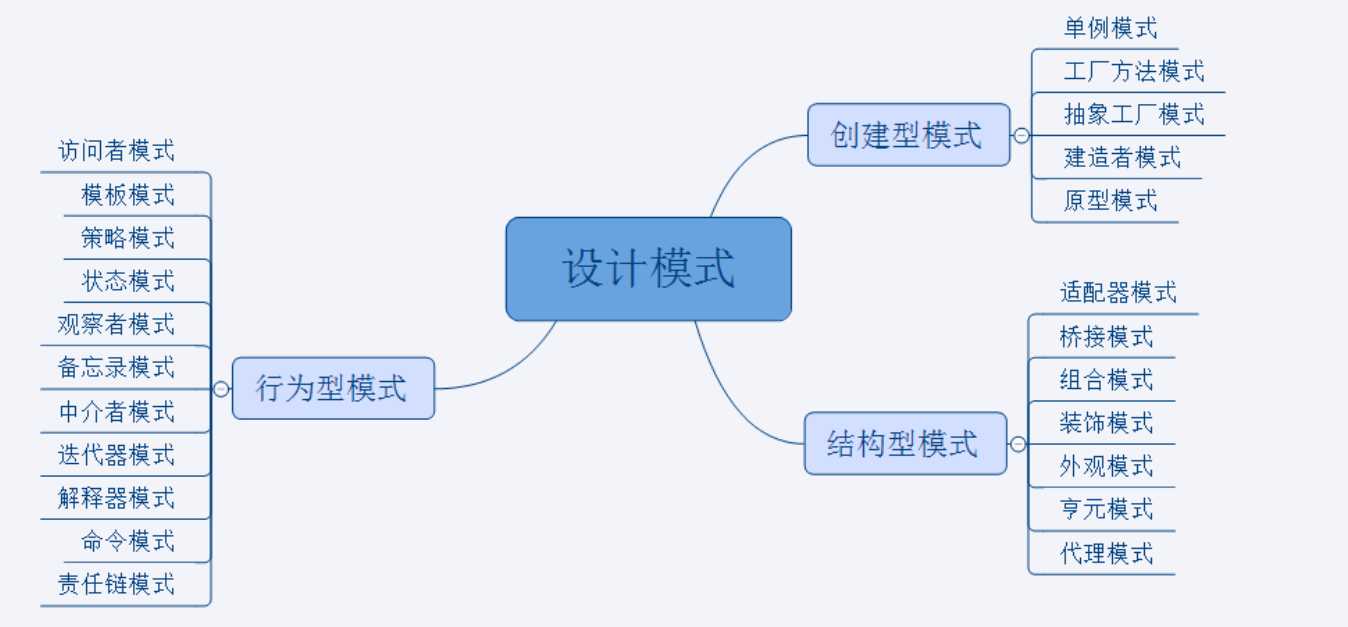 设计模式
创建型模式
单例模式
工厂方法模式
抽象工厂模式
建造者模式
原型模式
结构型模式
适配器模式
桥接模式
组合模式
装饰模式
外观模式
亨元模式
代理模式
行为型模式
访问者模式
模板模式
策略模式
状态模式
观察者模式
备忘录模式
中介者模式
迭代器模式
解释器模式
命令模式
责任链模式